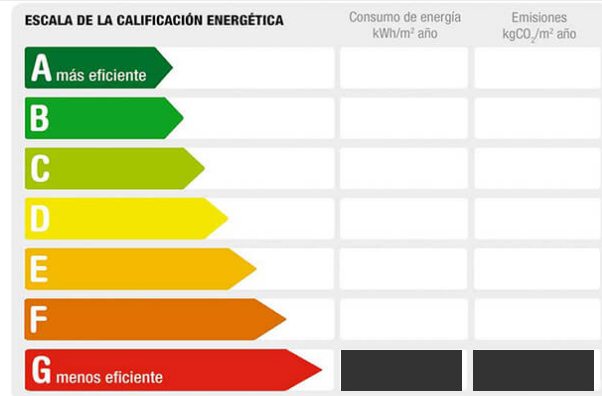 ESCALA DE LA CALIFICACIÓN ENERGÉTICA
Consumo de energía
kWh/m² año
Emisiones
kgCO₂/m² año
A más eficiente
B
C
D
E
F
G menos eficiente